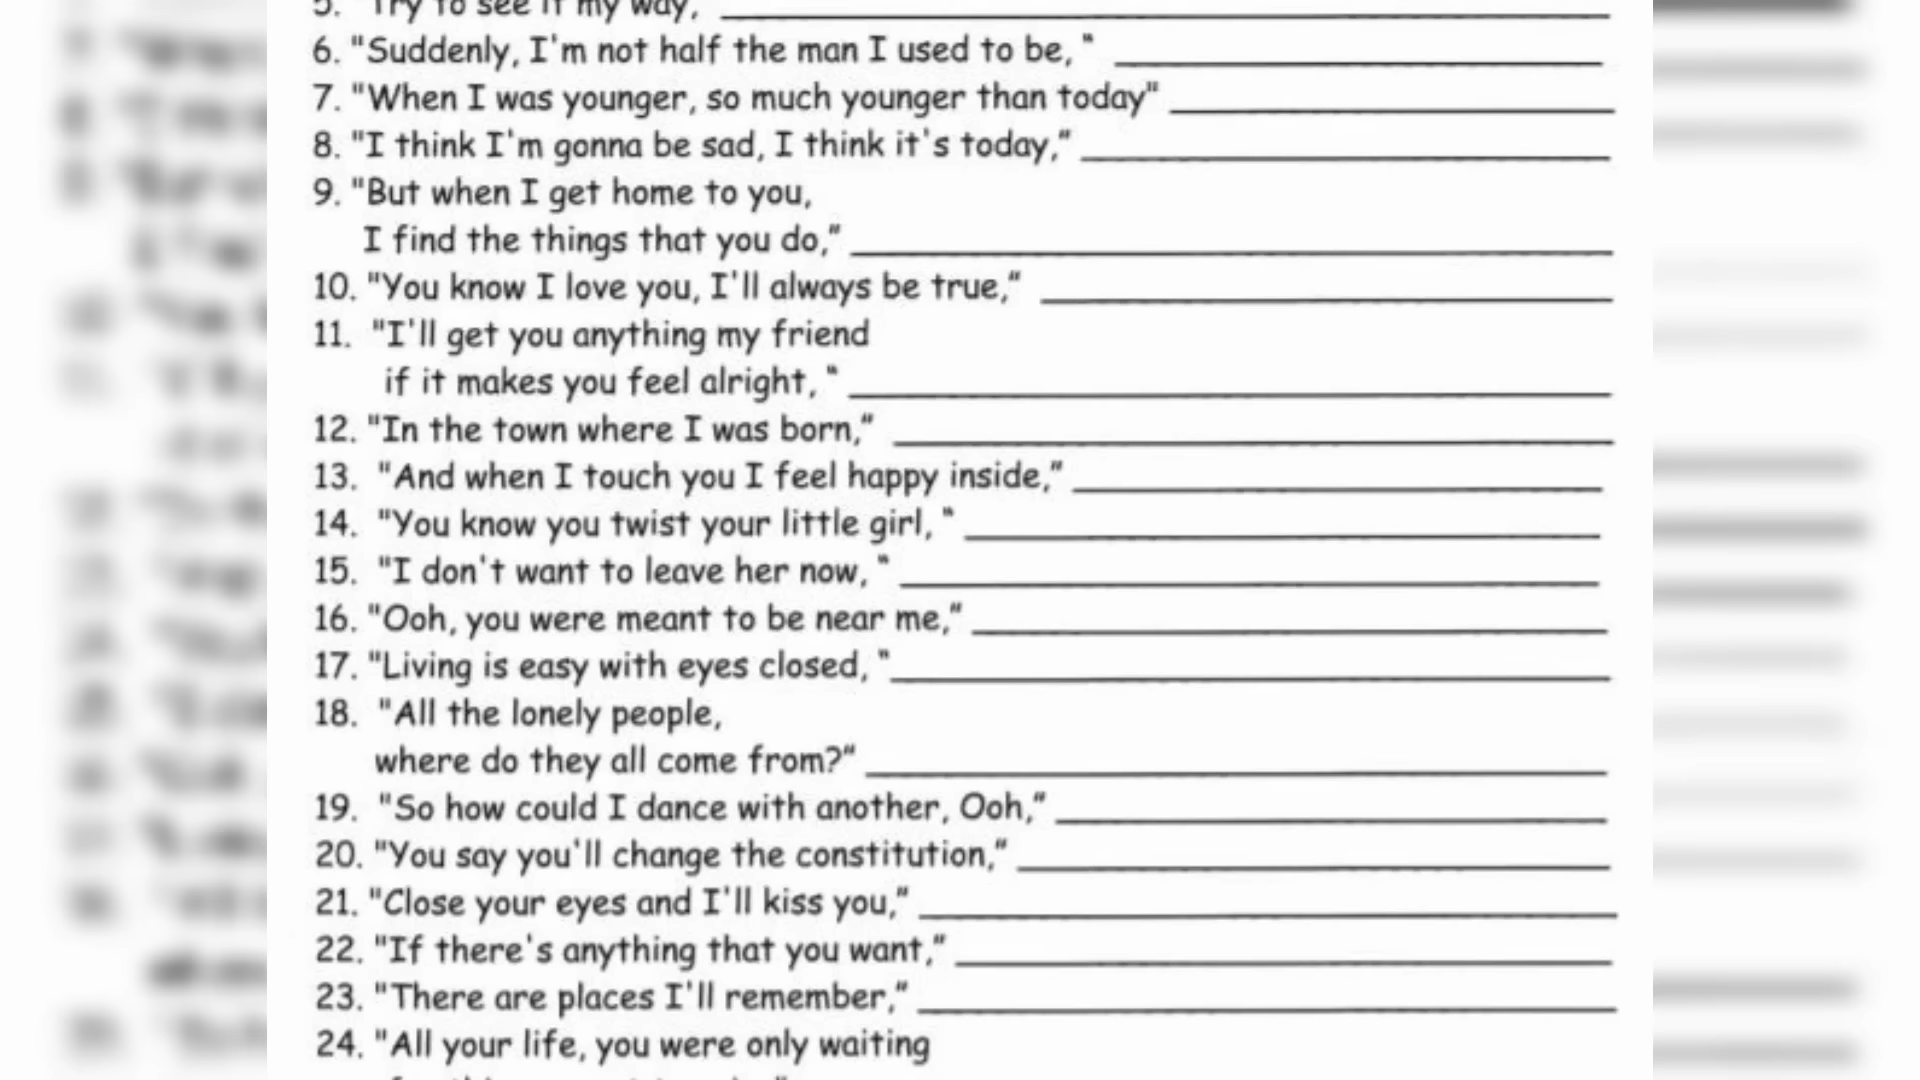 5. "Try to see it my way,
6. "Suddenly, I'm not half the man I used to be, "
7. "When I was younger, so much younger than today"
8. "I think I'm gonna be sad, I think it's today,"
9. "But when I get home to you,
I find the things that you do,"
10. "You know I love you, I'll always be true,"
11. "I'll get you anything my friend
if it makes you feel alright, "
12. "In the town where I was born,"
13. "And when I touch you I feel happy inside,"
14. "You know you twist your little girl, "
15. "I don't want to leave her now, "
16. "Ooh, you were meant to be near me,"
17. "Living is easy with eyes closed, "
18. "All the lonely people,
where do they all come from?"
19. "So how could I dance with another, Ooh,"
20. "You say you'll change the constitution,"
21. "Close your eyes and I'll kiss you,"
22. "If there's anything that you want,"
23. "There are places I'll remember,"
24. "All your life, you were only waiting